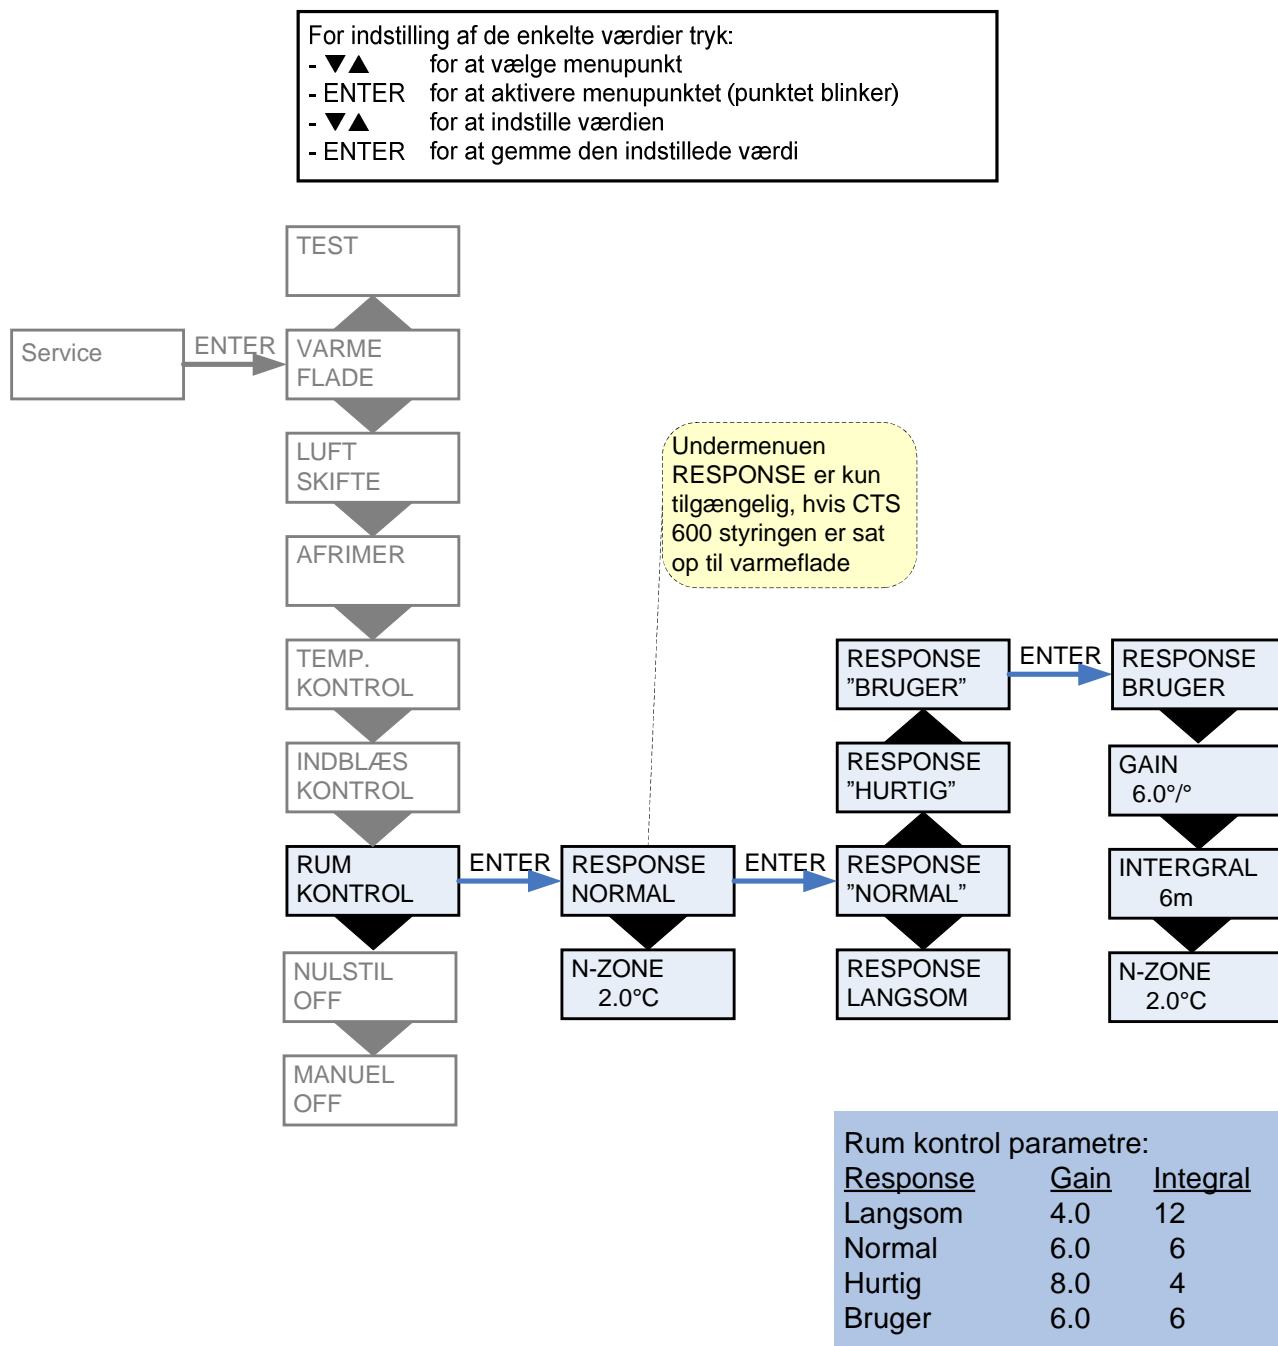 For indstilling af de enkelte værdier tryk:
- ▼▲ for at vælge menupunkt
- ENTER for at aktivere menupunktet (punktet blinker)
- ▼▲ for at indstille værdien
- ENTER for at gemme den indstillede værdi
TEST
Service
ENTER
VARME
FLADE
LUFT
SKIFTE
AFRIMER
TEMP.
KONTROL
INDBLÆS
KONTROL
RUM
KONTROL
NULSTIL
OFF
MANUEL
OFF
ENTER
RESPONSE
NORMAL
N-ZONE
2.0°C
Undermenuen
RESPONSE er kun
tilgængelig, hvis CTS
600 styringen er sat
op til varmeflade
ENTER
RESPONSE
"BRUGER"
RESPONSE
"HURTIG"
RESPONSE
"NORMAL"
RESPONSE
LANGSOM
ENTER
RESPONSE
BRUGER
GAIN
6.0°/°
INTERGRAL
6m
N-ZONE
2.0°C
Rum kontrol parametre:
Response Gain Integral
Langsom 4.0 12
Normal 6.0 6
Hurtig 8.0 4
Bruger 6.0 6